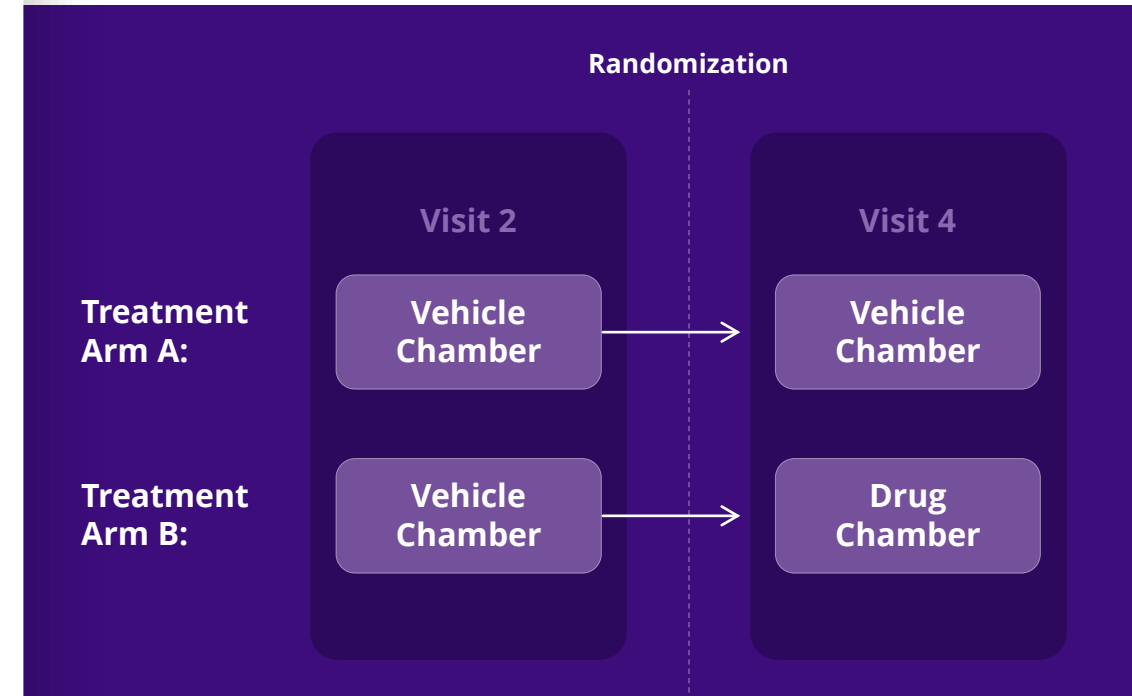 Randomization
Visit 2
Visit 4
Treatment
Arm A:
Vehicle
Chamber
Vehicle
Chamber
Treatment
Arm B:
Vehicle
Chamber
Drug
Chamber